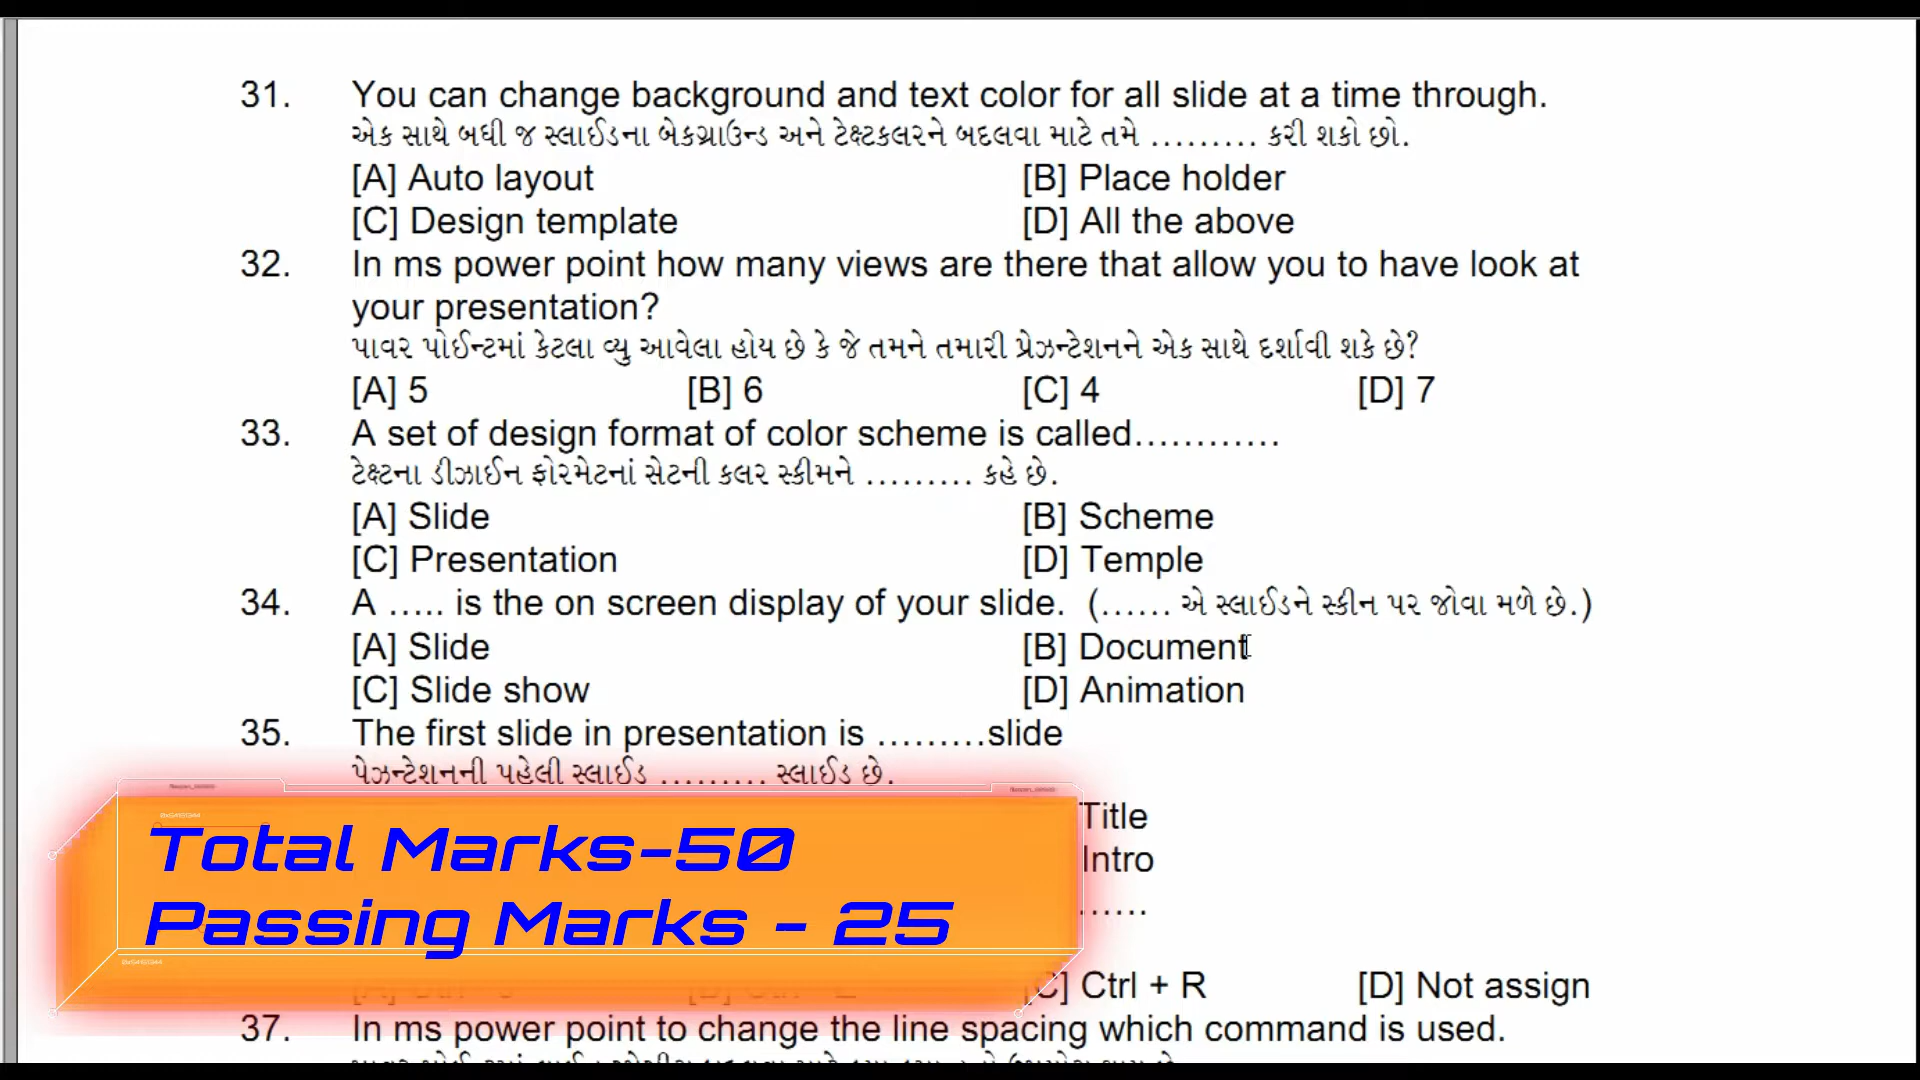 31. You can change background and text color for all slide at a time through.
એક સાથે બધી જ સ્લાઈડના બેકગ્રાઉન્ડ અને ટેક્ષ્ટકલરને બદલવા માટે તમે ......... કરી શકો છો.
[A] Auto layout [B] Place holder
[C] Design template [D] All the above
32. In ms power point how many views are there that allow you to have look at
your presentation?
પાવર પોઈન્ટમાં કેટલા વ્યુ આવેલા હોય છે કે જે તમને તમારી પ્રેઝન્ટેશનને એક સાથે દર્શાવી શકે છે?
[A] 5 [B] 6 [C] 4 [D] 7
33. A set of design format of color scheme is called............
ટેક્ષ્ટના ડીઝાઈન ફોરમેટનાં સેટની કલર સ્કીમને ......... કહે છે.
[A] Slide [B] Scheme
[C] Presentation [D] Temple
34. A ..... is the on screen display of your slide. (...... એ સ્લાઈડને સ્કીન પર જોવા મળે છે.)
[A] Slide [B] Document
[C] Slide show [D] Animation
35. The first slide in presentation is .........slide
પેઝન્ટેશનની પહેલી સ્લાઈડ ......... સ્લાઈડ છે.
Title
Intro
......
Total Marks-50
Passing Marks - 25
[C] Ctrl + R [D] Not assign
37. In ms power point to change the line spacing which command is used.